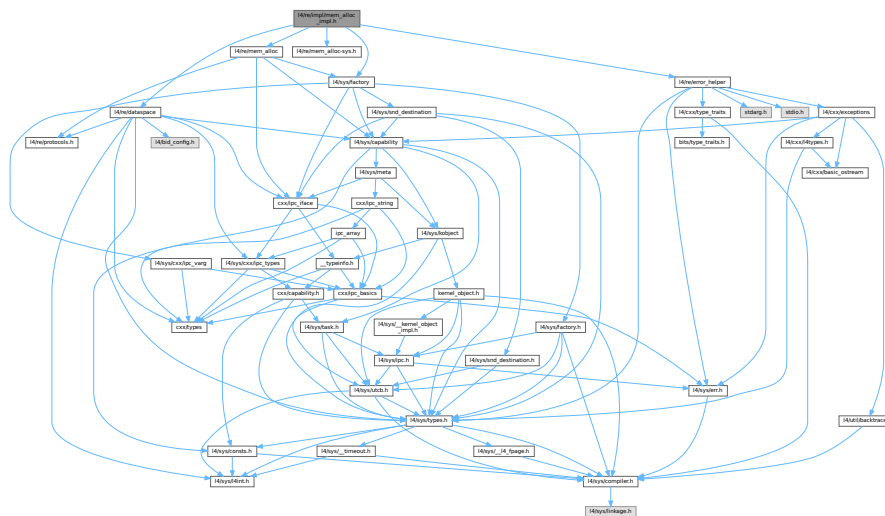 l4/re/impl/mem_alloc
_impl.h
l4/re/mem_alloc
l4/re/mem_alloc-sys.h
l4/sys/factory
l4/re/error_helper
l4/re/dataspace
l4/sys/snd_destination
l4/cxx/type_traits
stdarg.h
stdio.h
l4/cxx/exceptions
l4/re/protocols.h
l4/bid_config.h
l4/sys/capability
bits/type_traits.h
l4/cxx/l4types.h
l4/sys/meta
l4/cxx/basic_ostream
cxx/ipc_iface
cxx/ipc_string
ipc_array
l4/sys/kobject
l4/sys/cxx/ipc_varg
l4/sys/cxx/ipc_types
__typeinfo.h
cxx/capability.h
cxx/ipc_basics
kernel_object.h
cxx/types
l4/sys/task.h
l4/sys/__kernel_object
_impl.h
l4/sys/factory.h
l4/sys/ipc.h
l4/sys/snd_destination.h
l4/sys/utcb.h
l4/sys/err.h
l4/sys/types.h
l4/util/backtrace.h
l4/sys/consts.h
l4/sys/__timeout.h
l4/sys/__l4_fpage.h
l4/sys/l4int.h
l4/sys/compiler.h
l4/sys/linkage.h